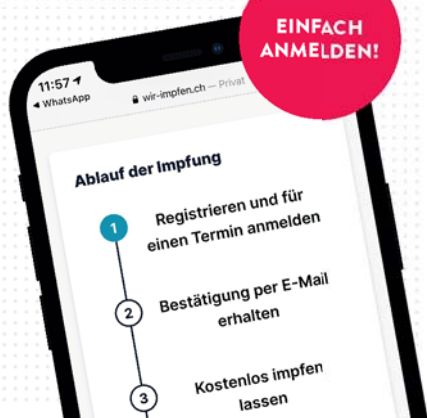 EINFACH
ANMELDEN!
11:57
WhatsApp
wir-impfen.ch — Privat
Ablauf der Impfung
1
Registrieren und für
einen Termin anmelden
2
Bestätigung per E-Mail
erhalten
3
Kostenlos impfen
lassen